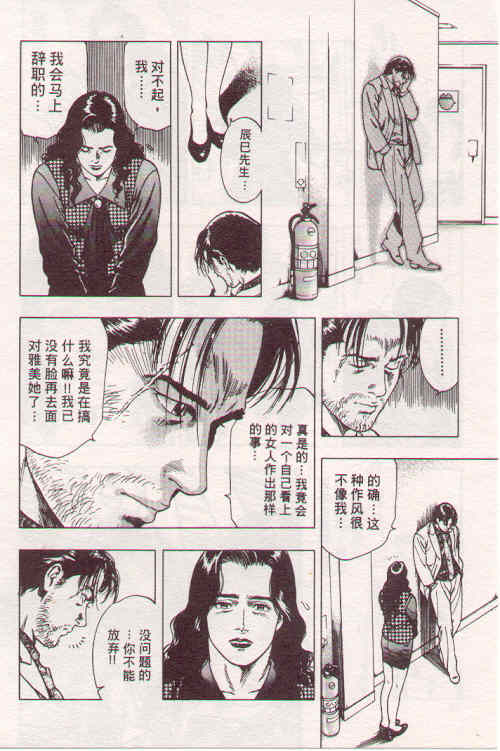 辰巳先生…
对不起，
我……
我会马上
辞职的…
………
真是的…我竟会
对一个自己看上
的女人作出那样
的事…
我究竟是在搞
什么嘛!!我已
没有脸再去面
对雅美她了…
的确…这
种作风很
不像我…
没问题的
…你不能
放弃!!